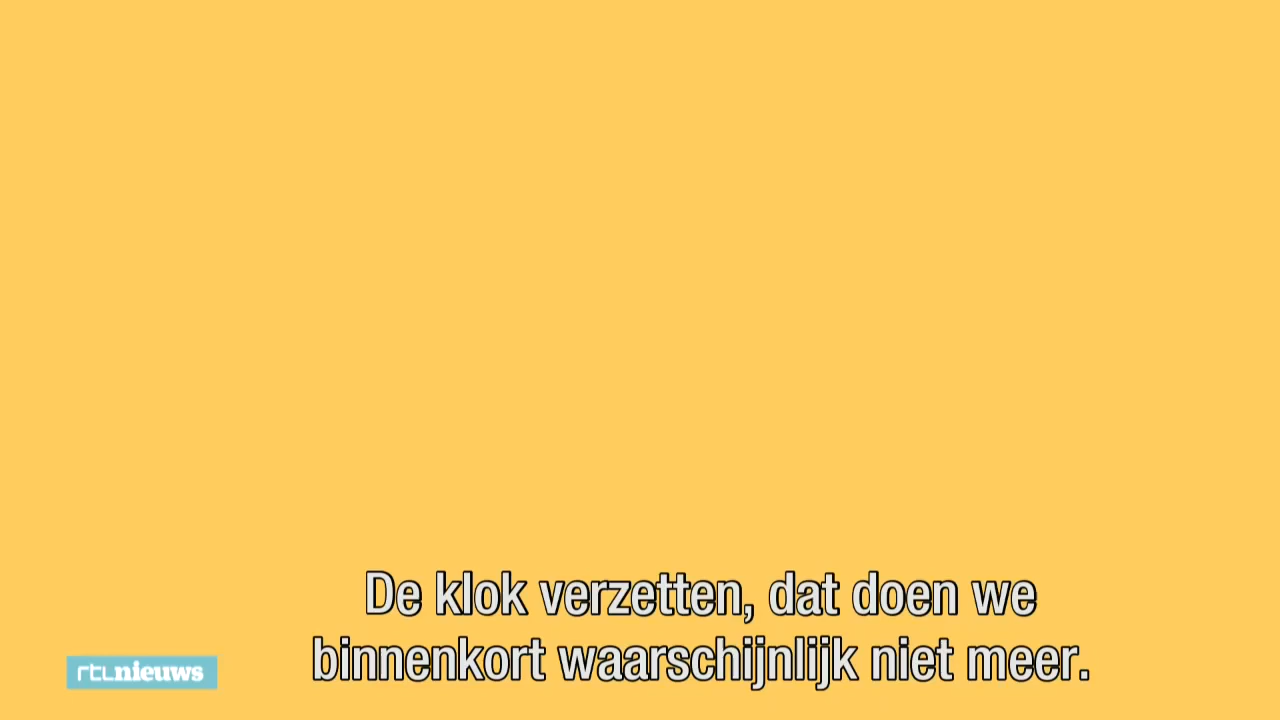 De klok verzetten, dat doen we
binnenkort waarschijnlijk niet meer.
rtlnieuws